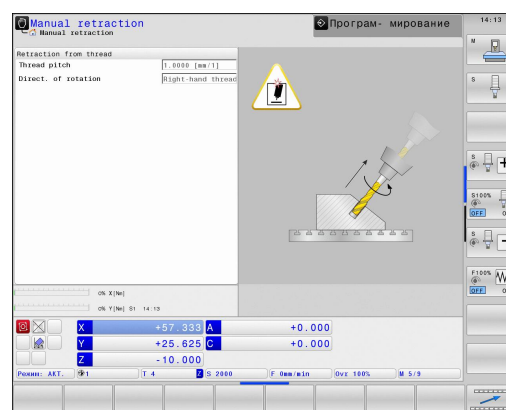 Manual retraction
Програм- мирование
14:13
Manual retraction
Retraction from thread
Thread pitch 1.0000 [mm/1]
Direct. of rotation Right-hand thread
M
S
S
S100%
OFF
S
F100%
OFF
0% X[Nm]
0% Y[Nm] S1 14:13
X +57.333 A +0.000
Y +25.625 C +0.000
Z -10.000
Режим: АКТ. 1 T 4 Z S 2000 F 0mm/min Ovr 100% M 5/9